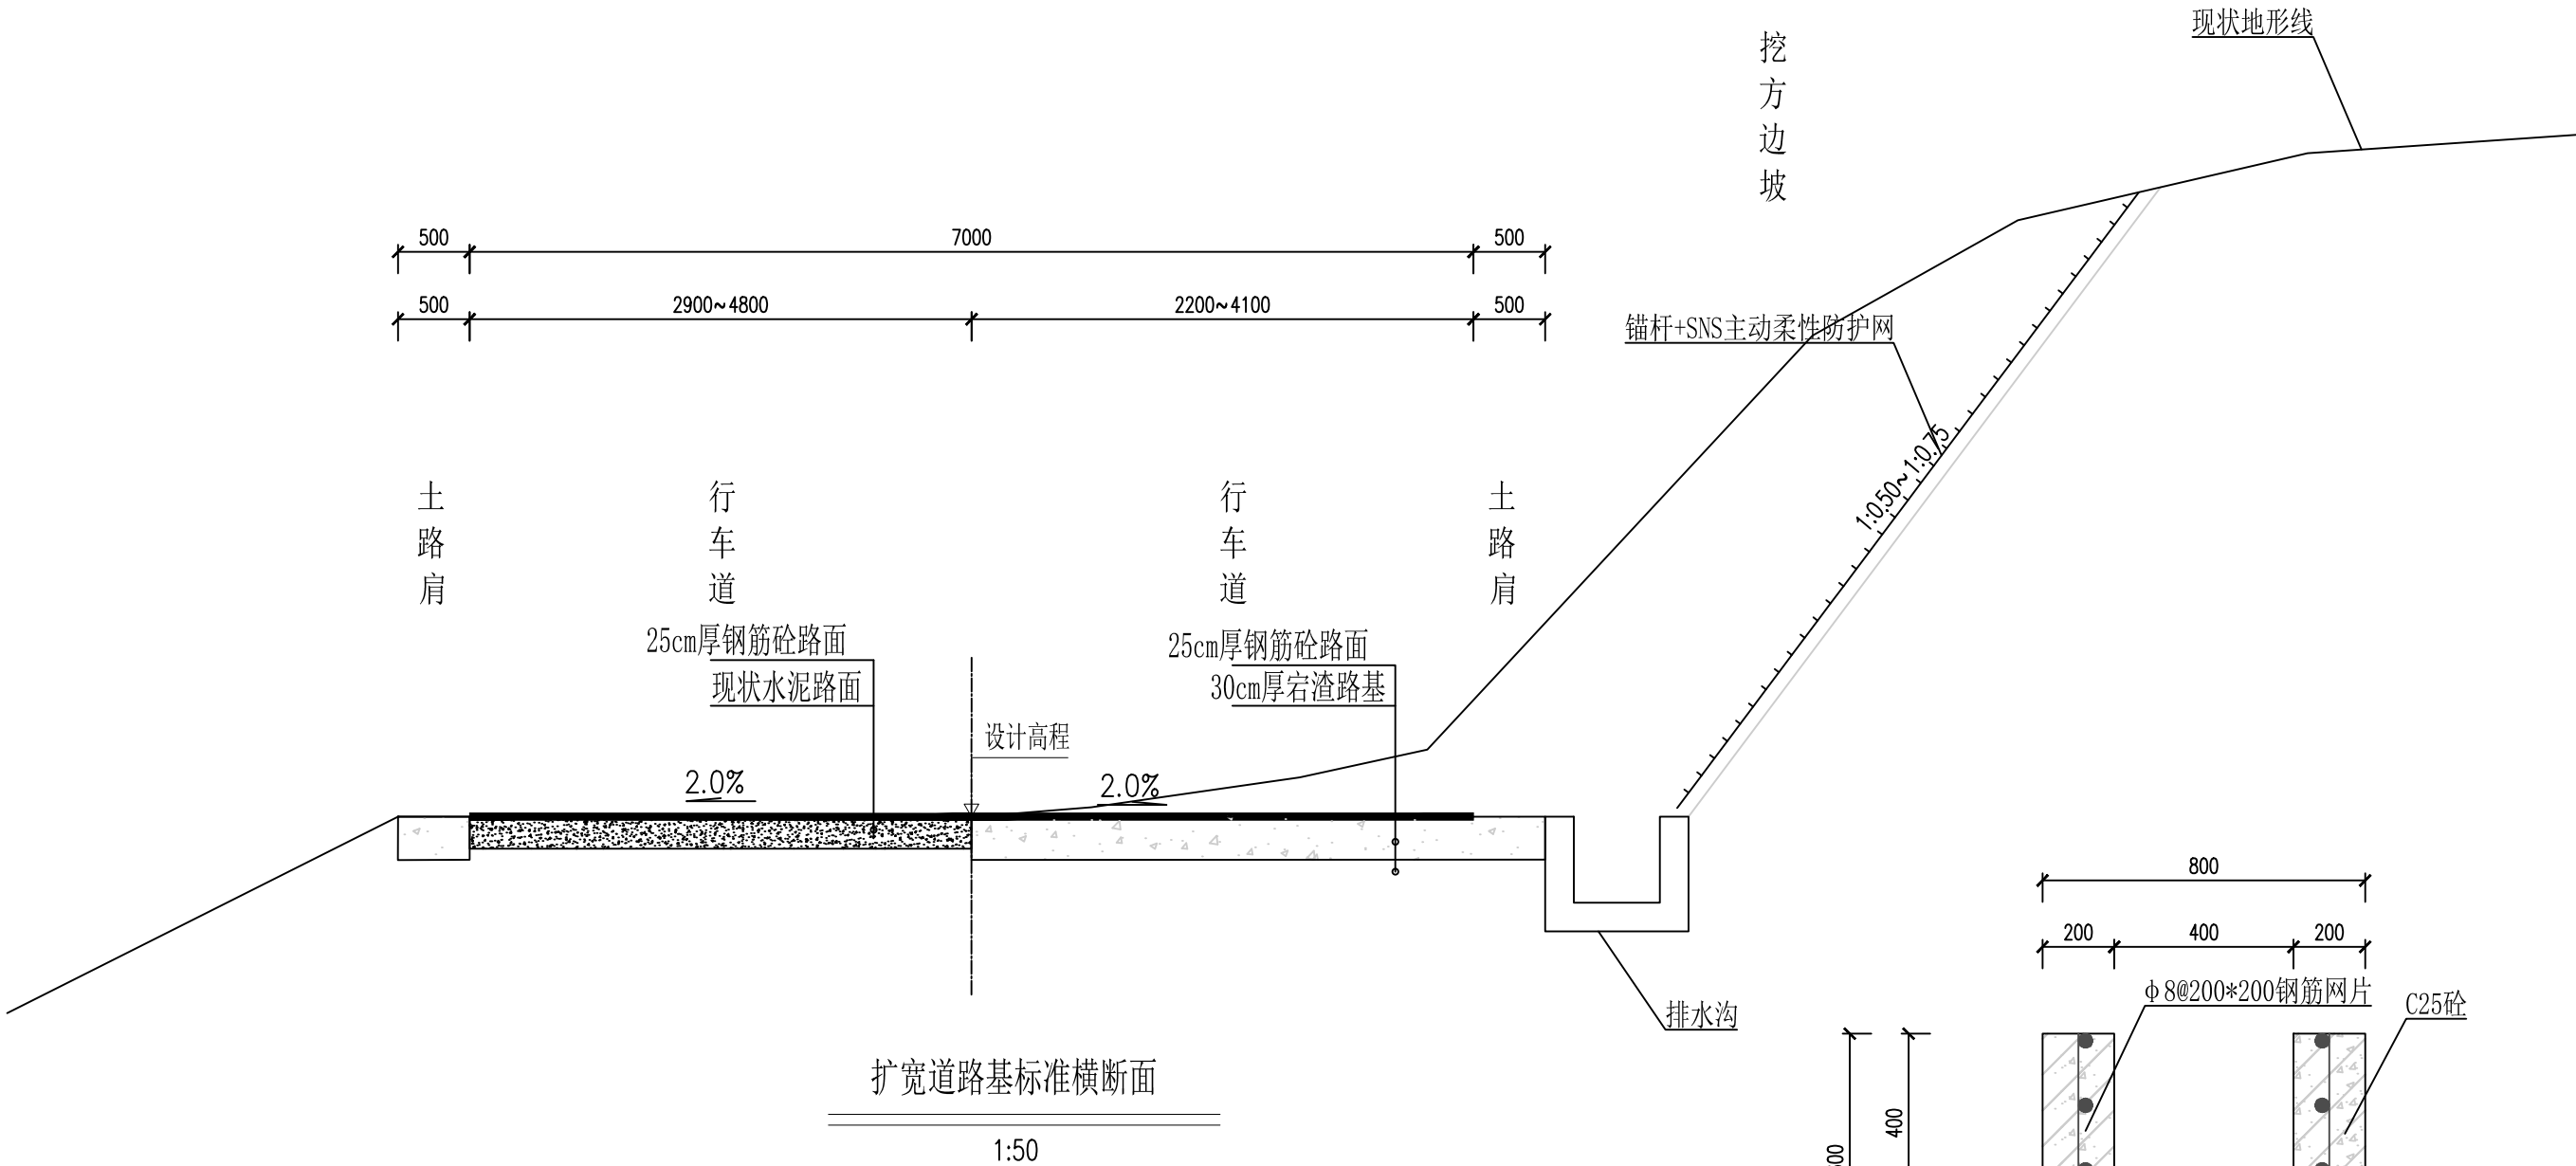 现状地形线
挖方边坡
500
7000
500
500
2900~4800
2200~4100
500
锚杆+SNS主动柔性防护网
1:0.50~1:0.75
土路肩
行车道
行车道
土路肩
25cm厚钢筋砼路面
现状水泥路面
25cm厚钢筋砼路面
30cm厚宕渣路基
设计高程
2.0%
2.0%
排水沟
扩宽道路基标准横断面
1:50
800
200
400
200
ф8@200*200钢筋网片
C25砼
400